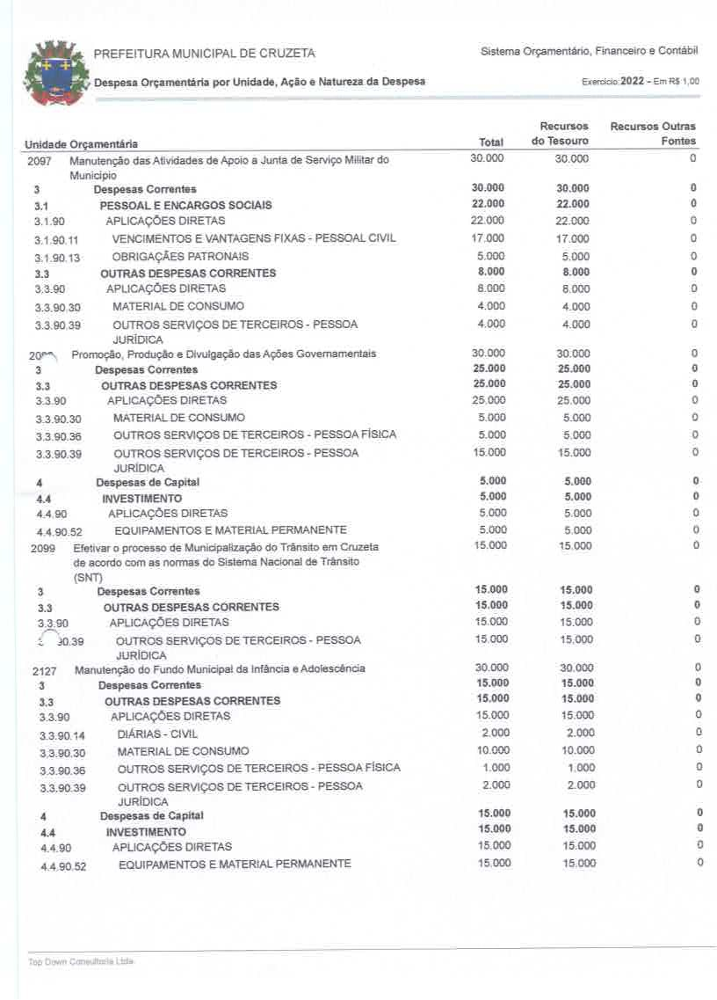 PREFEITURA MUNICIPAL DE CRUZETA Sistema Orçamentário, Financeiro e Contábil
Despesa Orçamentária por Unidade, Ação e Natureza da Despesa Exercício: 2022 - Em R$ 1,00
Recursos Recursos Outras
Unidade Orçamentária Total do Tesouro Fontes
2097 Manutenção das Atividades de Apoio a Junta de Serviço Militar do 30.000 30.000 0
Municipio
3 Despesas Correntes 30.000 30.000 0
3.1 PESSOAL E ENCARGOS SOCIAIS 22.000 22.000 0
3.1.90 APLICAÇÕES DIRETAS 22.000 22.000 0
3.1.90.11 VENCIMENTOS E VANTAGENS FIXAS - PESSOAL CIVIL 17.000 17.000 0
3.1.90.13 OBRIGAÇÃES PATRONAIS 5.000 5.000 0
3.3 OUTRAS DESPESAS CORRENTES 8.000 8.000 0
3.3.90 APLICAÇÕES DIRETAS 8.000 8.000 0
3.3.90.30 MATERIAL DE CONSUMO 4.000 4.000 0
3.3.90.39 OUTROS SERVIÇOS DE TERCEIROS - PESSOA 4.000 4.000 0
JURÍDICA
Promoção, Produção e Divulgação das Ações Governamentais 30.000 30.000 0
3 Despesas Correntes 25.000 25.000 0
3.3 OUTRAS DESPESAS CORRENTES 25.000 25.000 0
3.3.90 APLICAÇÕES DIRETAS 25.000 25.000 0
3.3.90.30 MATERIAL DE CONSUMO 5.000 5.000 0
3.3.90.36 OUTROS SERVIÇOS DE TERCEIROS - PESSOA FÍSICA 5.000 5.000 0
3.3.90.39 OUTROS SERVIÇOS DE TERCEIROS - PESSOA 15.000 15.000 0
JURÍDICA
4 Despesas de Capital 5.000 5.000 0
4.4 INVESTIMENTO 5.000 5.000 0
4.4.90 APLICAÇÕES DIRETAS 5.000 5.000 0
4.4.90.52 EQUIPAMENTOS E MATERIAL PERMANENTE 5.000 5.000 0
2099 Efetivar o processo de Municipalização do Trânsito em Cruzeta 15.000 15.000 0
de acordo com as normas do Sistema Nacional de Trânsito
(SNT)
3 Despesas Correntes 15.000 15.000 0
3.3 OUTRAS DESPESAS CORRENTES 15.000 15.000 0
3.3.90 APLICAÇÕES DIRETAS 15.000 15.000 0
90.39 OUTROS SERVIÇOS DE TERCEIROS - PESSOA 15.000 15.000 0
JURÍDICA
2127 Manutenção do Fundo Municipal da Infância e Adolescência 30.000 30.000 0
3 Despesas Correntes 15.000 15.000 0
3.3 OUTRAS DESPESAS CORRENTES 15.000 15.000 0
3.3.90 APLICAÇÕES DIRETAS 15.000 15.000 0
3.3.90.14 DIÁRIAS - CIVIL 2.000 2.000 0
3.3.90.30 MATERIAL DE CONSUMO 10.000 10.000 0
3.3.90.36 OUTROS SERVIÇOS DE TERCEIROS - PESSOA FÍSICA 1.000 1.000 0
3.3.90.39 OUTROS SERVIÇOS DE TERCEIROS - PESSOA 2.000 2.000 0
JURÍDICA
4 Despesas de Capital 15.000 15.000 0
4.4 INVESTIMENTO 15.000 15.000 0
4.4.90 APLICAÇÕES DIRETAS 15.000 15.000 0
4.4.90.52 EQUIPAMENTOS E MATERIAL PERMANENTE 15.000 15.000 0
Top Down Consultoria Ltda.